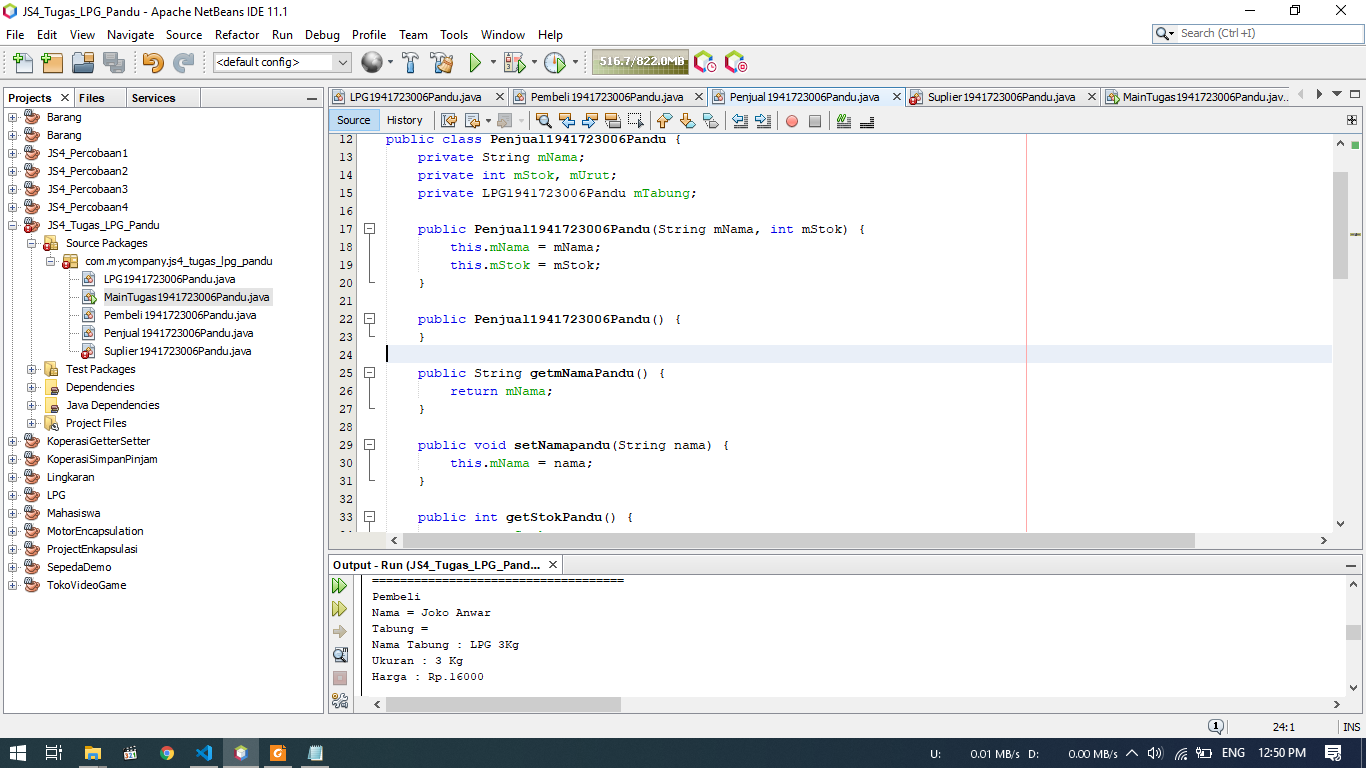 JS4_Tugas_LPG_Pandu - Apache NetBeans IDE 11.1
File Edit View Navigate Source Refactor Run Debug Profile Team Tools Window Help
Search (Ctrl+I)
<default config>
516.7/822.0MB
Projects Files Services
Barang
Barang
JS4_Percobaan1
JS4_Percobaan2
JS4_Percobaan3
JS4_Percobaan4
JS4_Tugas_LPG_Pandu
Source Packages
com.mycompany.js4_tugas_lpg_pandu
LPG1941723006Pandu.java
MainTugas1941723006Pandu.java
Pembeli1941723006Pandu.java
Penjual1941723006Pandu.java
Suplier1941723006Pandu.java
Test Packages
Dependencies
Java Dependencies
Project Files
KoperasiGetterSetter
KoperasiSimpanPinjam
Lingkaran
LPG
Mahasiswa
MotorEncapsulation
ProjectEnkapsulasi
SepedaDemo
TokoVideoGame
LPG1941723006Pandu.java Pembeli1941723006Pandu.java Penjual1941723006Pandu.java Suplier1941723006Pandu.java MainTugas1941723006Pandu.jav...
Source History
12 public class Penjual1941723006Pandu {
13 private String mNama;
14 private int mStok, mUrut;
15 private LPG1941723006Pandu mTabung;
16
17 public Penjual1941723006Pandu(String mNama, int mStok) {
18 this.mNama = mNama;
19 this.mStok = mStok;
20 }
21
22 public Penjual1941723006Pandu() {
23 }
24
25 public String getmNamaPandu() {
26 return mNama;
27 }
28
29 public void setNamapandu(String nama) {
30 this.mNama = nama;
31 }
32
33 public int getStokPandu() {
Output - Run (JS4_Tugas_LPG_Pand...
====================================
Pembeli
Nama = Joko Anwar
Tabung =
Nama Tabung : LPG 3Kg
Ukuran : 3 Kg
Harga : Rp.16000
1 24:1 INS
U: 0.01 MB/s D: 0.00 MB/s ENG 12:50 PM